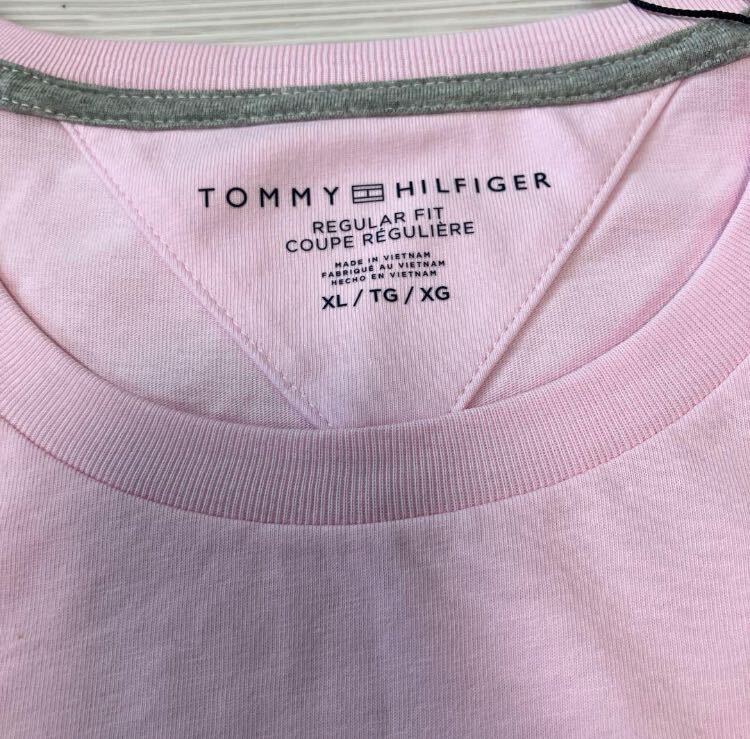 TOMMY HILFIGER
REGULAR FIT
COUPE RÉGULIÈRE
MADE IN VIETNAM
FABRIQUÉ AU VIETNAM
HECHO EN VIETNAM
XL / TG / XG